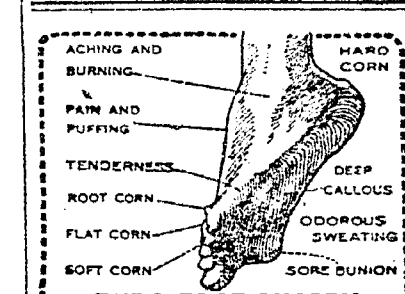 ACHING AND
BURNING
PAIN AND
PUFFING
TENDERNESS
ROOT CORN
FLAT CORN
SOFT CORN
HARD
CORN
DEEP
CALLOUS
ODOROUS
SWEATING
SORE BUNION